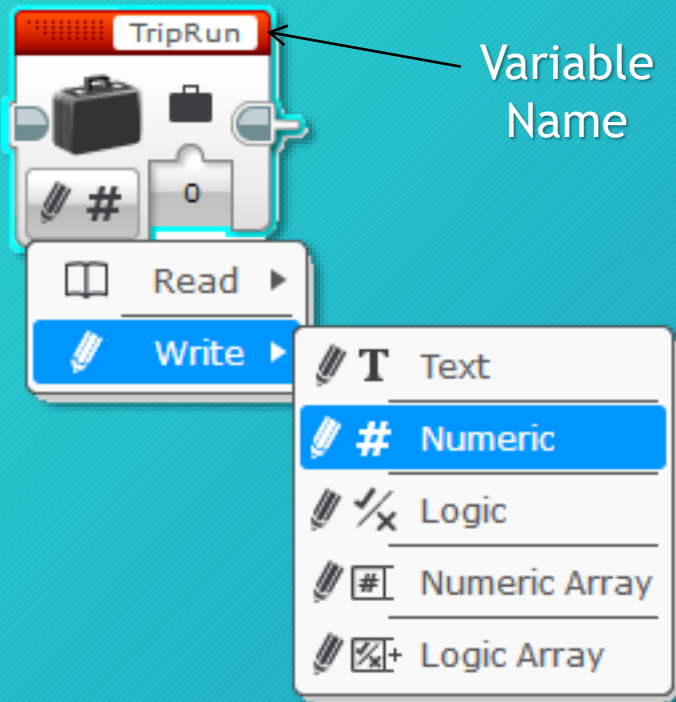 TripRun
Variable
Name
#
0
Read
Write
T Text
# Numeric
Logic
# Numeric Array
+ Logic Array